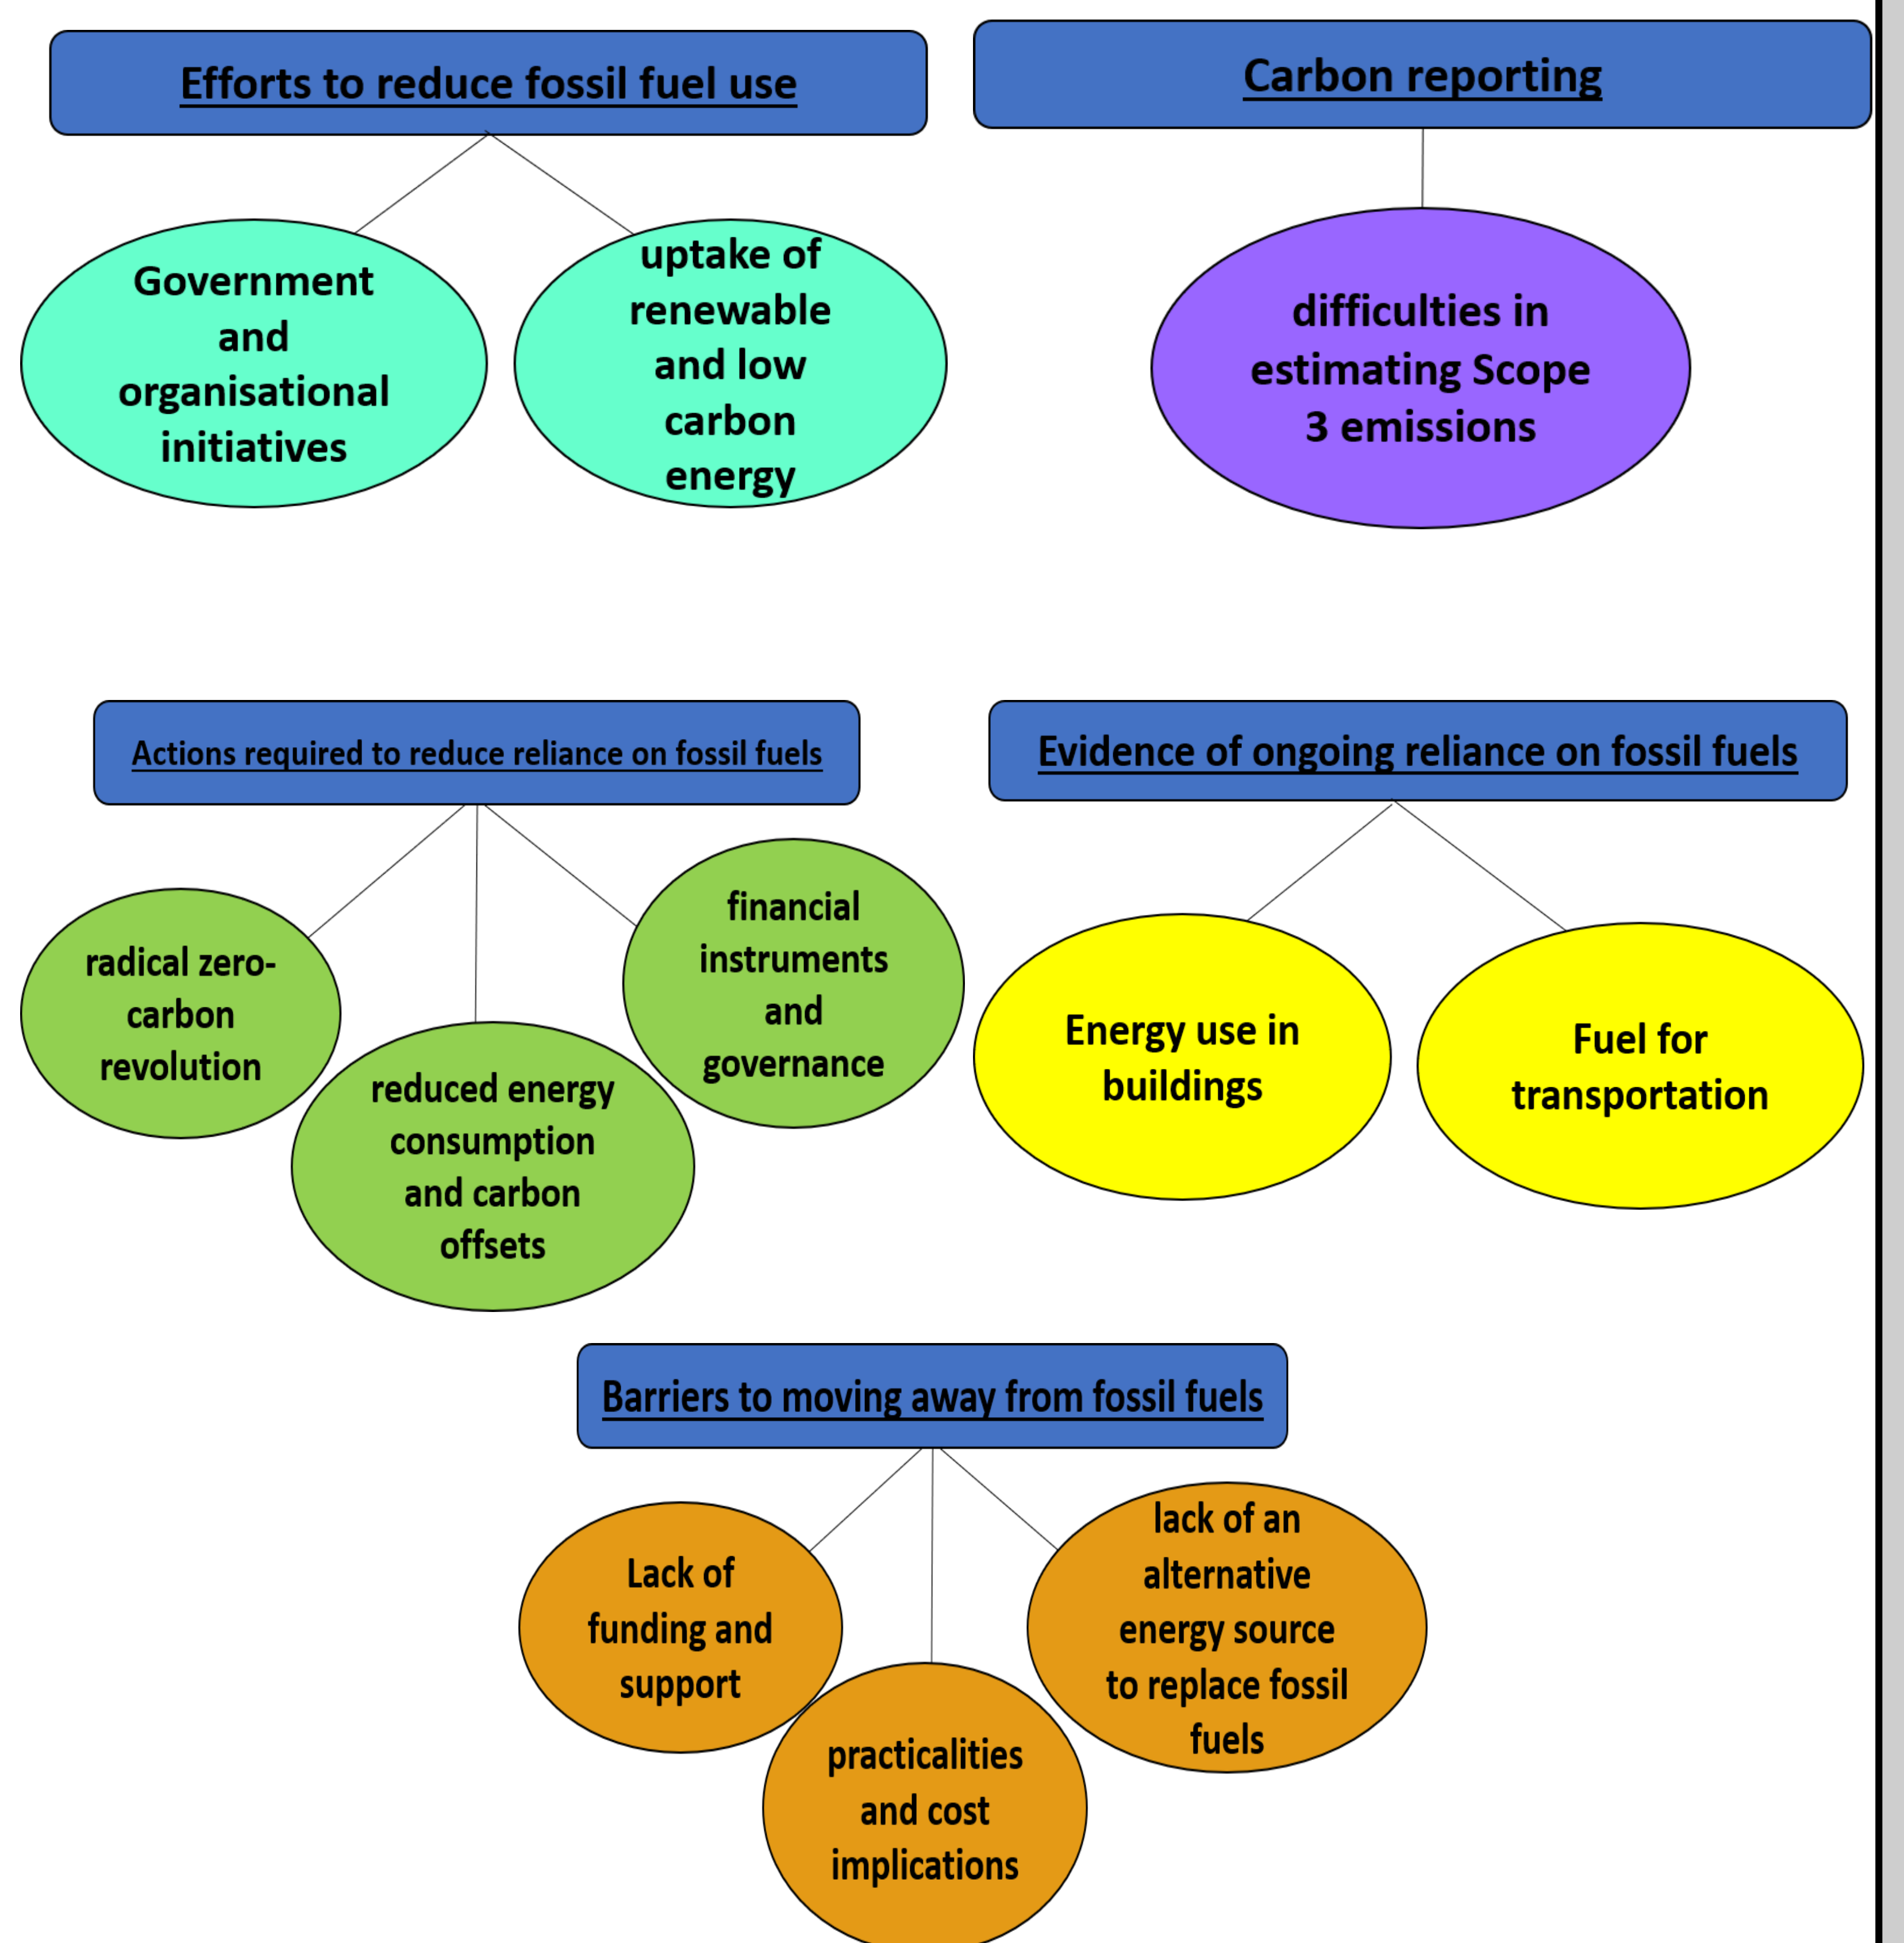 Efforts to reduce fossil fuel use
Government
and
organisational
initiatives
uptake of
renewable
and low
carbon
energy
Carbon reporting
difficulties in
estimating Scope
3 emissions
Actions required to reduce reliance on fossil fuels
radical zero-
carbon
revolution
reduced energy
consumption
and carbon
offsets
financial
instruments
and
governance
Evidence of ongoing reliance on fossil fuels
Energy use in
buildings
Fuel for
transportation
Barriers to moving away from fossil fuels
Lack of
funding and
support
practicalities
and cost
implications
lack of an
alternative
energy source
to replace fossil
fuels